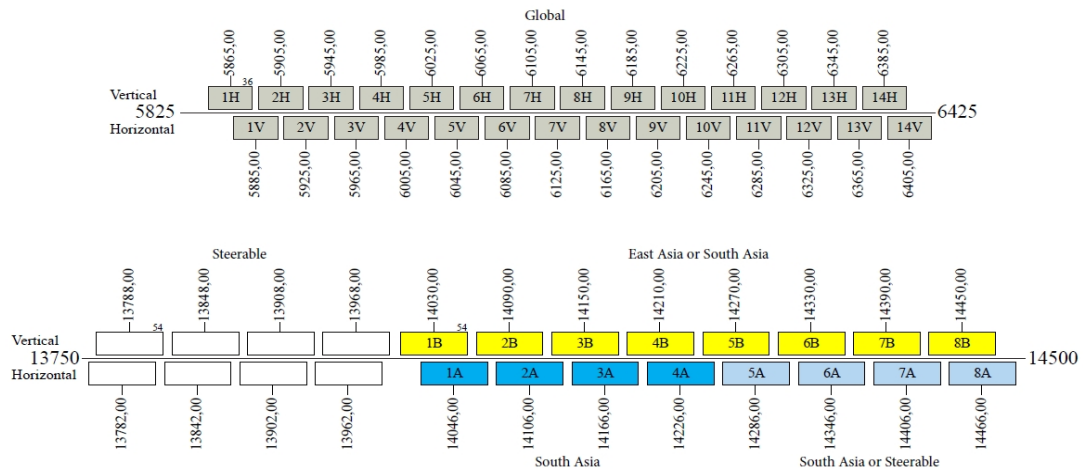 Global
5865,00 5905,00 5945,00 5985,00 6025,00 6065,00 6105,00 6145,00 6185,00 6225,00 6265,00 6305,00 6345,00 6385,00
36
Vertical 1H 2H 3H 4H 5H 6H 7H 8H 9H 10H 11H 12H 13H 14H
5825 6425
Horizontal 1V 2V 3V 4V 5V 6V 7V 8V 9V 10V 11V 12V 13V 14V
5885,00 5925,00 5965,00 6005,00 6045,00 6085,00 6125,00 6165,00 6205,00 6245,00 6285,00 6325,00 6365,00 6405,00
Steerable East Asia or South Asia
13788,00 13848,00 13908,00 13968,00 14030,00 14090,00 14150,00 14210,00 14270,00 14330,00 14390,00 14450,00
54 54
Vertical 1B 2B 3B 4B 5B 6B 7B 8B
13750 14500
Horizontal 1A 2A 3A 4A 5A 6A 7A 8A
13782,00 13842,00 13902,00 13962,00 14046,00 14106,00 14166,00 14226,00 14286,00 14346,00 14406,00 14466,00
South Asia South Asia or Steerable